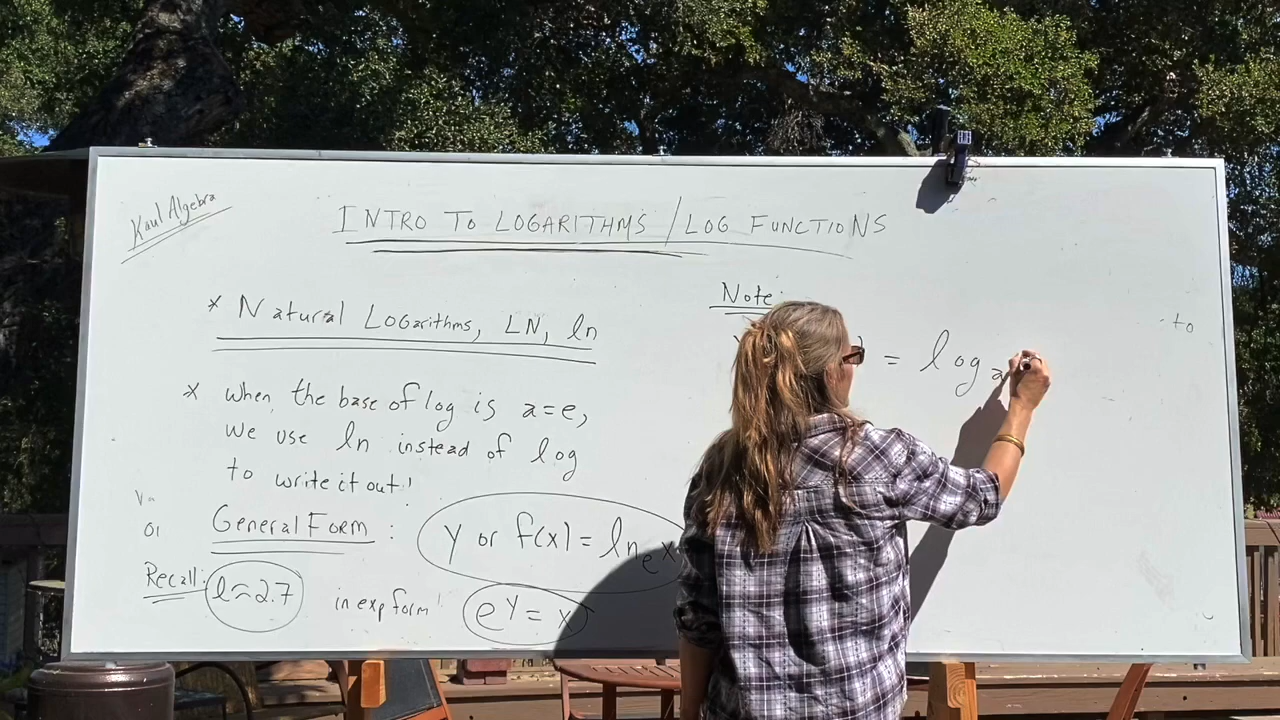 Kaul Algebra
INTRO TO LOGARITHMS / LOG FUNCTIONS
* Natural Logarithms, LN, ln
* when the base of log is a=e,
we use ln instead of log
to write it out!
General Form :
y or f(x) = lnₑx
Recall: e≈2.7
in exp form!
e^y = x
Note:
= log a
to